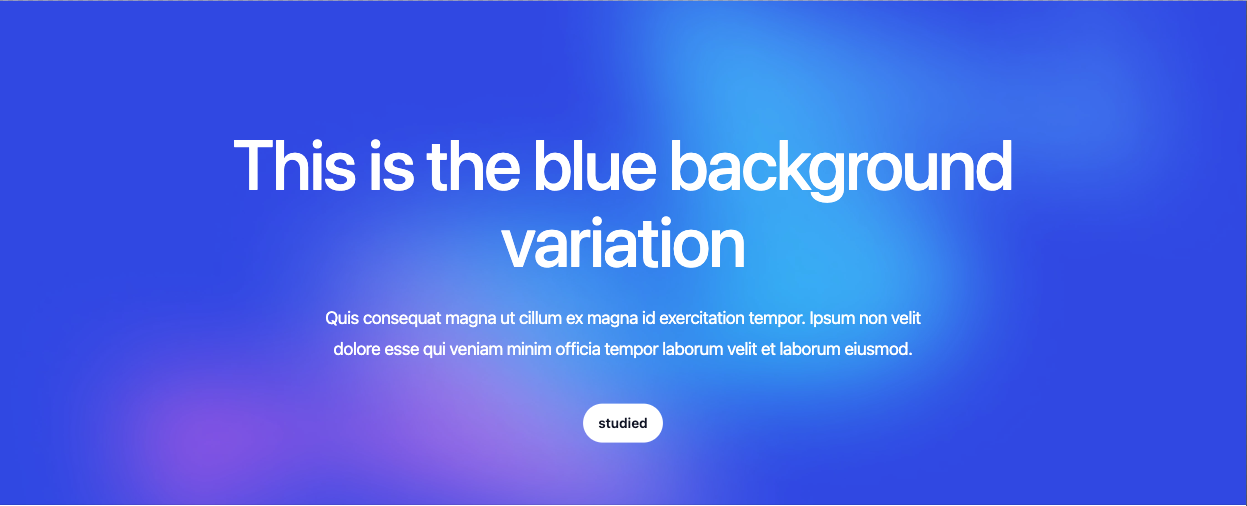 This is the blue background
variation
Quis consequat magna ut cillum ex magna id exercitation tempor. Ipsum non velit
dolore esse qui veniam minim officia tempor laborum velit et laborum eiusmod.
studied